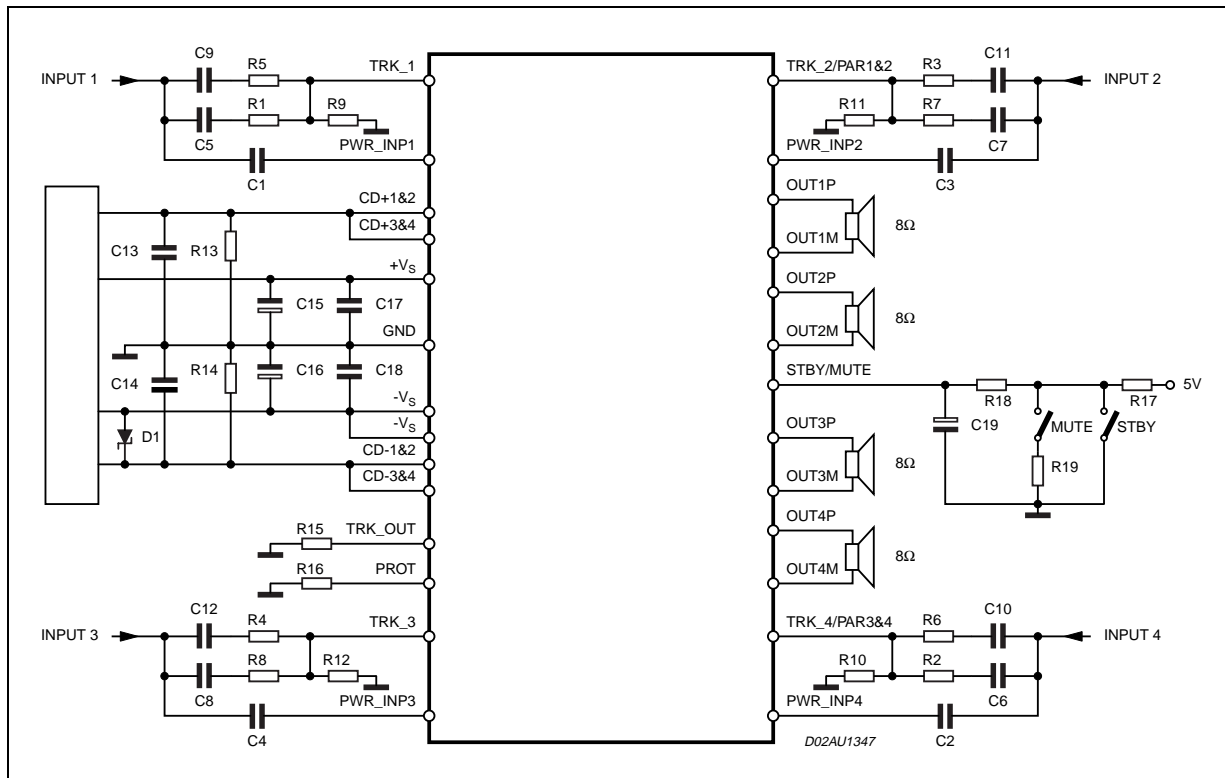 C9
R5
INPUT 1
TRK_1
R1
R9
C5
PWR_INP1
C1
C11
R3
TRK_2/PAR1&2
INPUT 2
R11
R7
C7
PWR_INP2
C3
CD+1&2
CD+3&4
C13
R13
+VS
C15
C17
GND
R14
C16
C18
C14
-VS
-VS
D1
CD-1&2
CD-3&4
R15
TRK_OUT
R16
PROT
OUT1P
8Ω
OUT1M
OUT2P
8Ω
OUT2M
STBY/MUTE
R18
R17
5V
C19
MUTE
STBY
R19
OUT3P
8Ω
OUT3M
OUT4P
8Ω
OUT4M
C12
R4
INPUT 3
TRK_3
R8
R12
C8
PWR_INP3
C4
TRK_4/PAR3&4
R6
C10
INPUT 4
R10
R2
C6
PWR_INP4
C2
D02AU1347